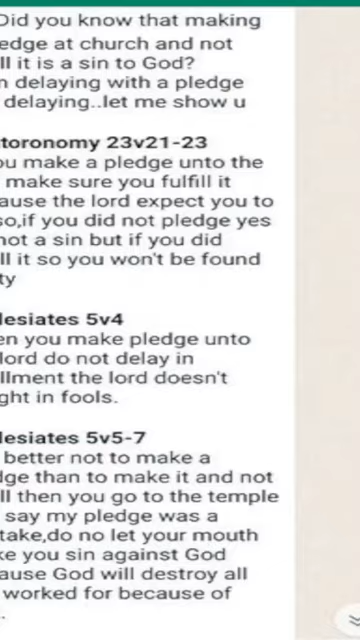 Did you know that making
edge at church and not
ll it is a sin to God?
n delaying with a pledge
delaying..let me show u
toronomy 23v21-23
ou make a pledge unto the
make sure you fulfill it
ause the lord expect you to
so,if you did not pledge yes
not a sin but if you did
ll it so you won't be found
ty
lesiates 5v4
en you make pledge unto
lord do not delay in
illment the lord doesn't
ght in fools.
lesiates 5v5-7
better not to make a
dge than to make it and not
ll then you go to the temple
say my pledge was a
take,do no let your mouth
ke you sin against God
ause God will destroy all
worked for because of
.